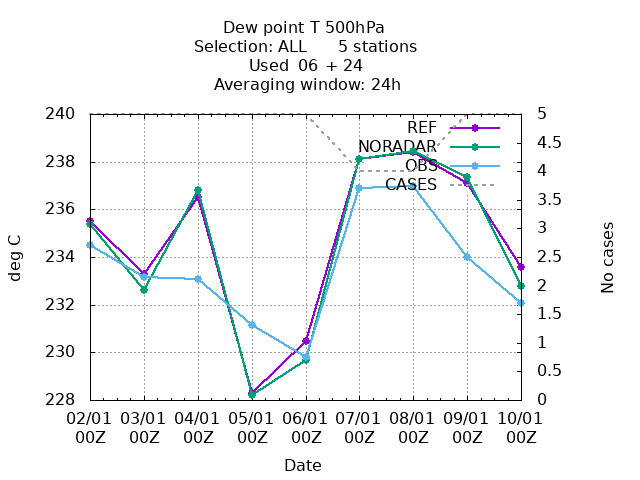 Dew point T 500hPa
Selection: ALL 5 stations
Used 06 + 24
Averaging window: 24h
240
238
236
234
232
230
228
deg C
5
4.5
4
3.5
3
2.5
2
1.5
1
0.5
0
No cases
REF
NORADAR
OBS
CASES
02/01 03/01 04/01 05/01 06/01 07/01 08/01 09/01 10/01
00Z 00Z 00Z 00Z 00Z 00Z 00Z 00Z 00Z
Date